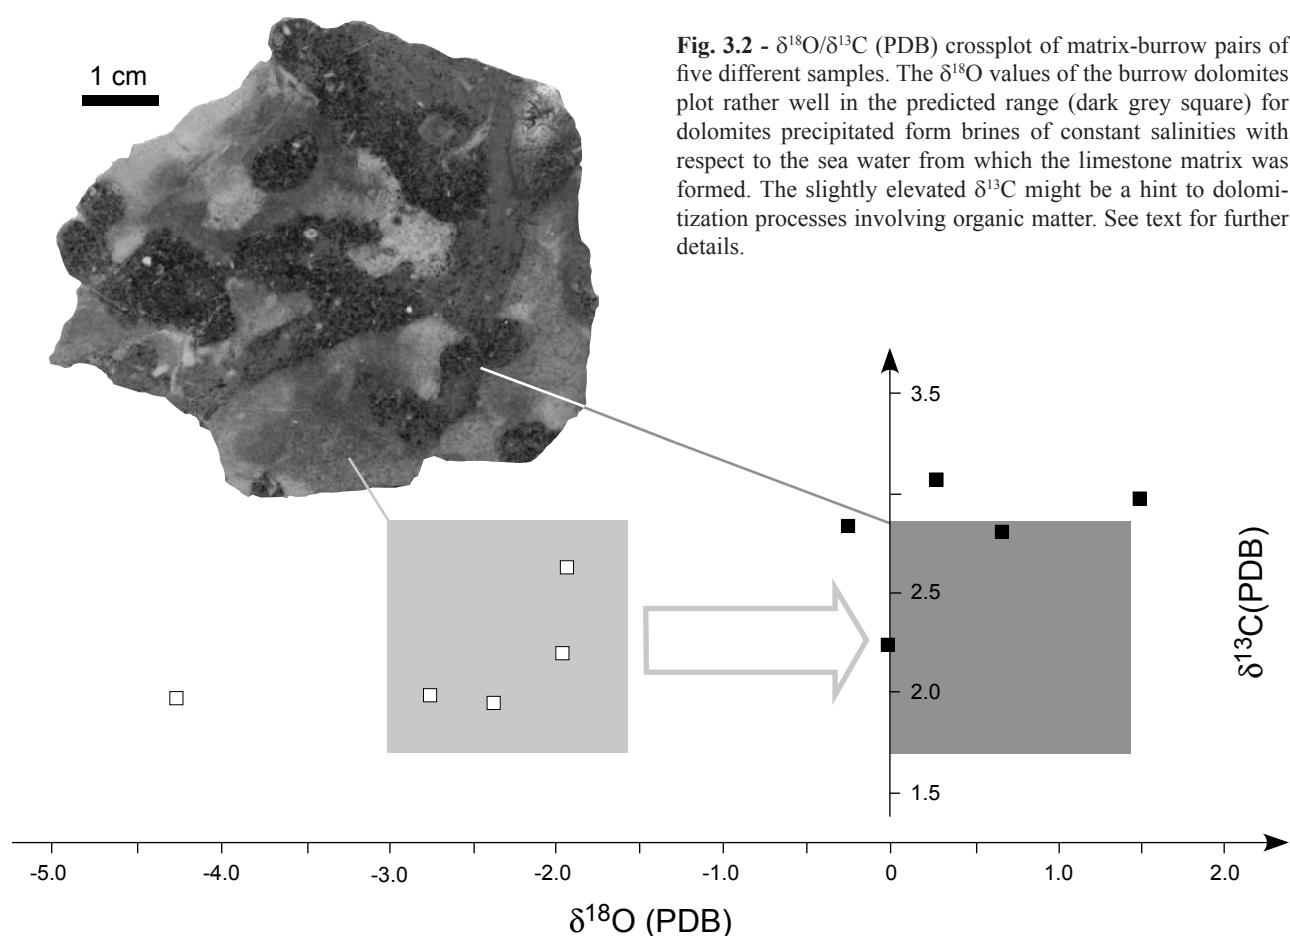 1 cm
Fig. 3.2 - δ¹⁸O/δ¹³C (PDB) crossplot of matrix-burrow pairs of
five different samples. The δ¹⁸O values of the burrow dolomites
plot rather well in the predicted range (dark grey square) for
dolomites precipitated form brines of constant salinities with
respect to the sea water from which the limestone matrix was
formed. The slightly elevated δ¹³C might be a hint to dolomi-
tization processes involving organic matter. See text for further
details.
3.5
2.5
2.0
1.5
δ¹³C(PDB)
-5.0 -4.0 -3.0 -2.0 -1.0 0 1.0 2.0
δ¹⁸O (PDB)